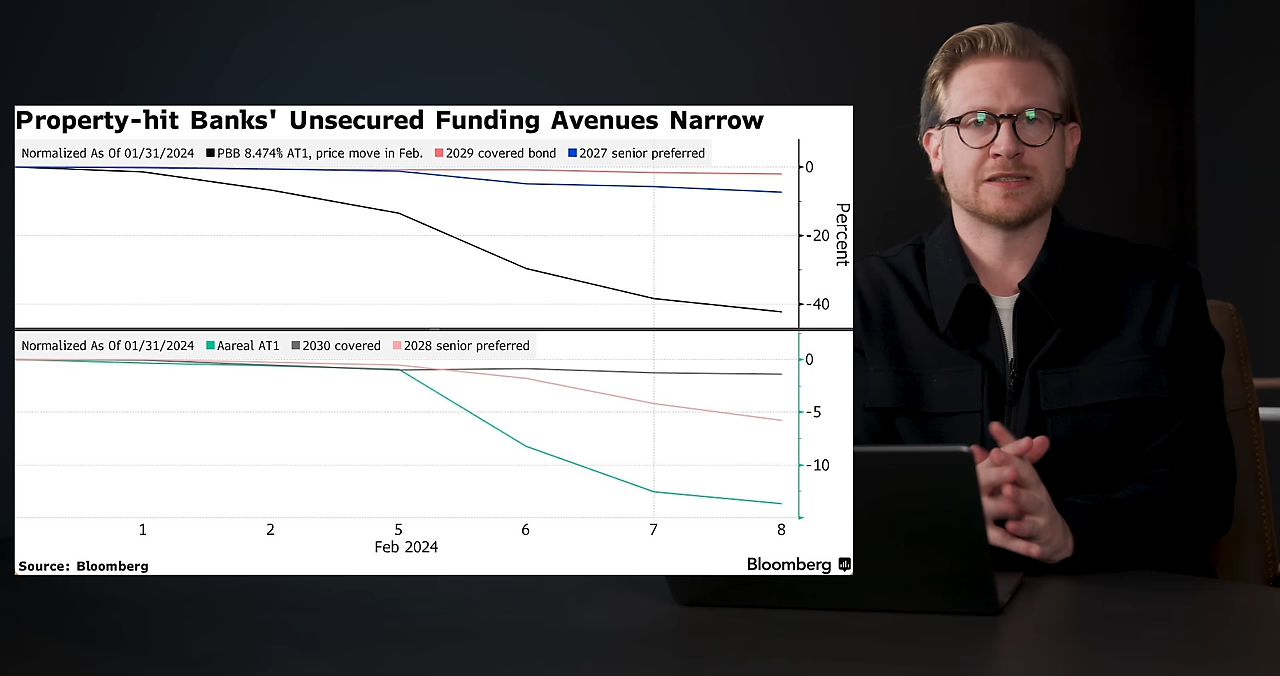 Property-hit Banks' Unsecured Funding Avenues Narrow
Normalized As Of 01/31/2024 PBB 8.474% AT1, price move in Feb. 2029 covered bond 2027 senior preferred
0
-20
-40
Percent
Normalized As Of 01/31/2024 Aareal AT1 2030 covered 2028 senior preferred
0
-5
-10
1 2 5 6 7 8
Feb 2024
Source: Bloomberg
Bloomberg